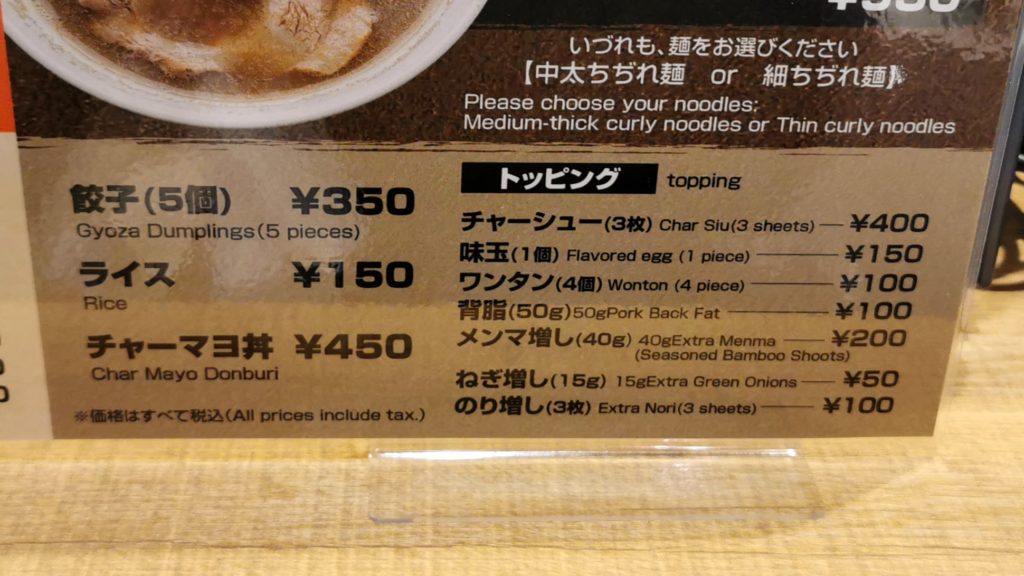 いづれも、麺をお選びください
【中太ちぢれ麺 or 細ちぢれ麺】
Please choose your noodles;
Medium-thick curly noodles or Thin curly noodles
餃子(5個) ¥350
Gyoza Dumplings(5 pieces)
ライス ¥150
Rice
チャーマヨ丼 ¥450
Char Mayo Donburi
※価格はすべて税込(All prices include tax.)
トッピング topping
チャーシュー(3枚) Char Siu(3 sheets) ¥400
味玉(1個) Flavored egg (1 piece) ¥150
ワンタン(4個) Wonton (4 piece) ¥100
背脂(50g)50gPork Back Fat ¥100
メンマ増し(40g) 40gExtra Menma ¥200
(Seasoned Bamboo Shoots)
ねぎ増し(15g) 15gExtra Green Onions ¥50
のり増し(3枚) Extra Nori(3 sheets) ¥100